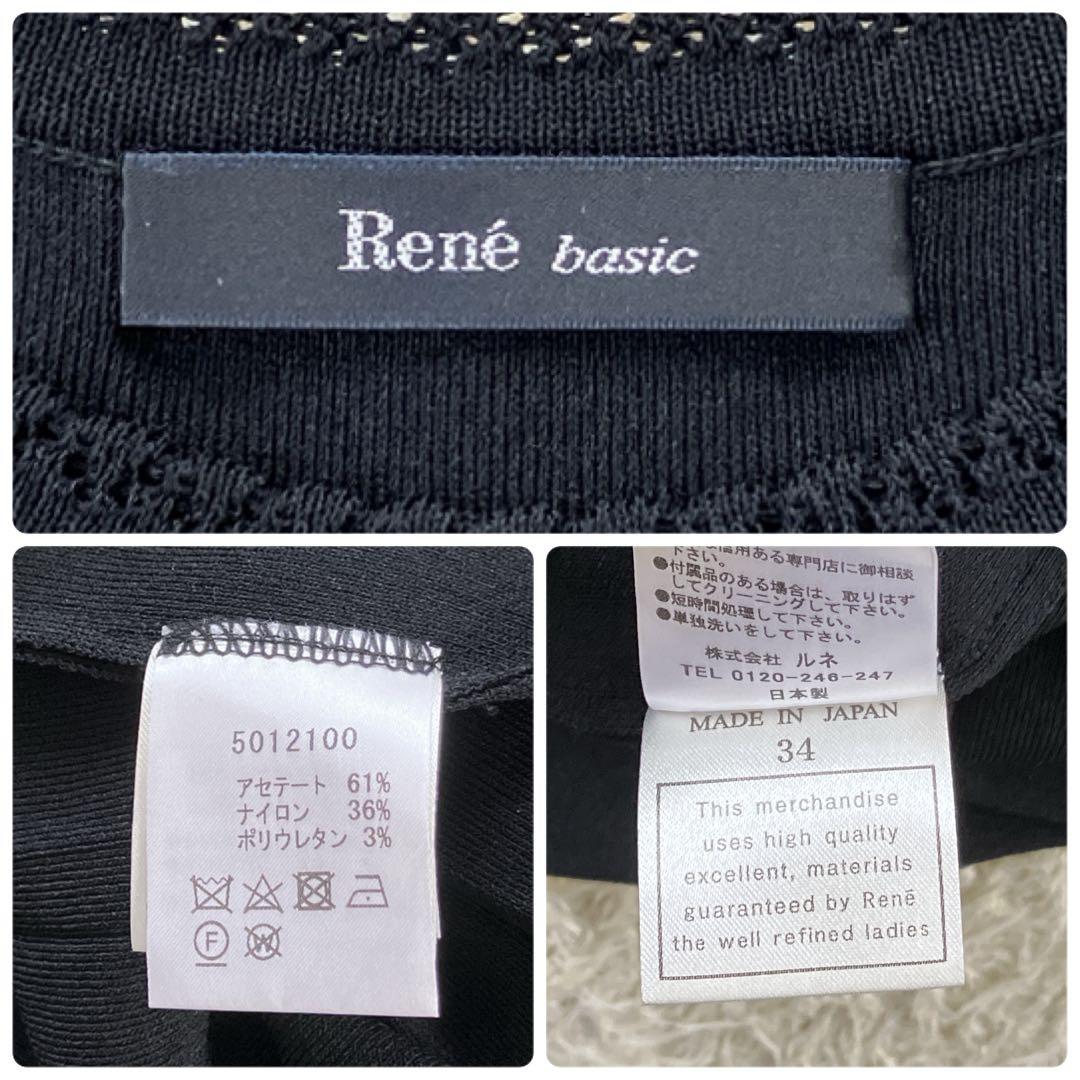 René basic
5012100
アセテート 61%
ナイロン 36%
ポリウレタン 3%
F
W
信用ある専門店に御相談
下さい。
●付属品のある場合は、取りはず
してクリーニングして下さい。
●短時間処理して下さい。
●単独洗いをして下さい。
株式会社 ルネ
TEL 0120-246-247
日本製
MADE IN JAPAN
34
This merchandise
uses high quality
excellent, materials
guaranteed by René
the well refined ladies